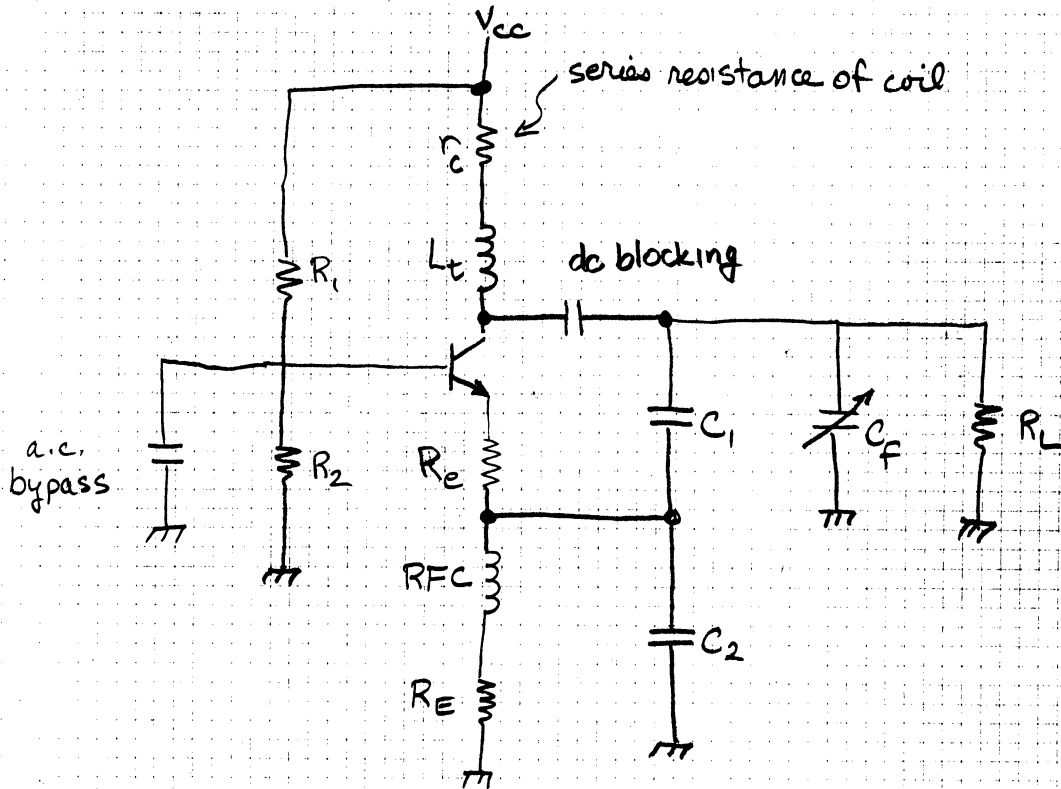 Vcc
series resistance of coil
rc
Lt
dc blocking
R1
C1
Cf
RL
a.c.
bypass
R2
Re
RFC
C2
RE